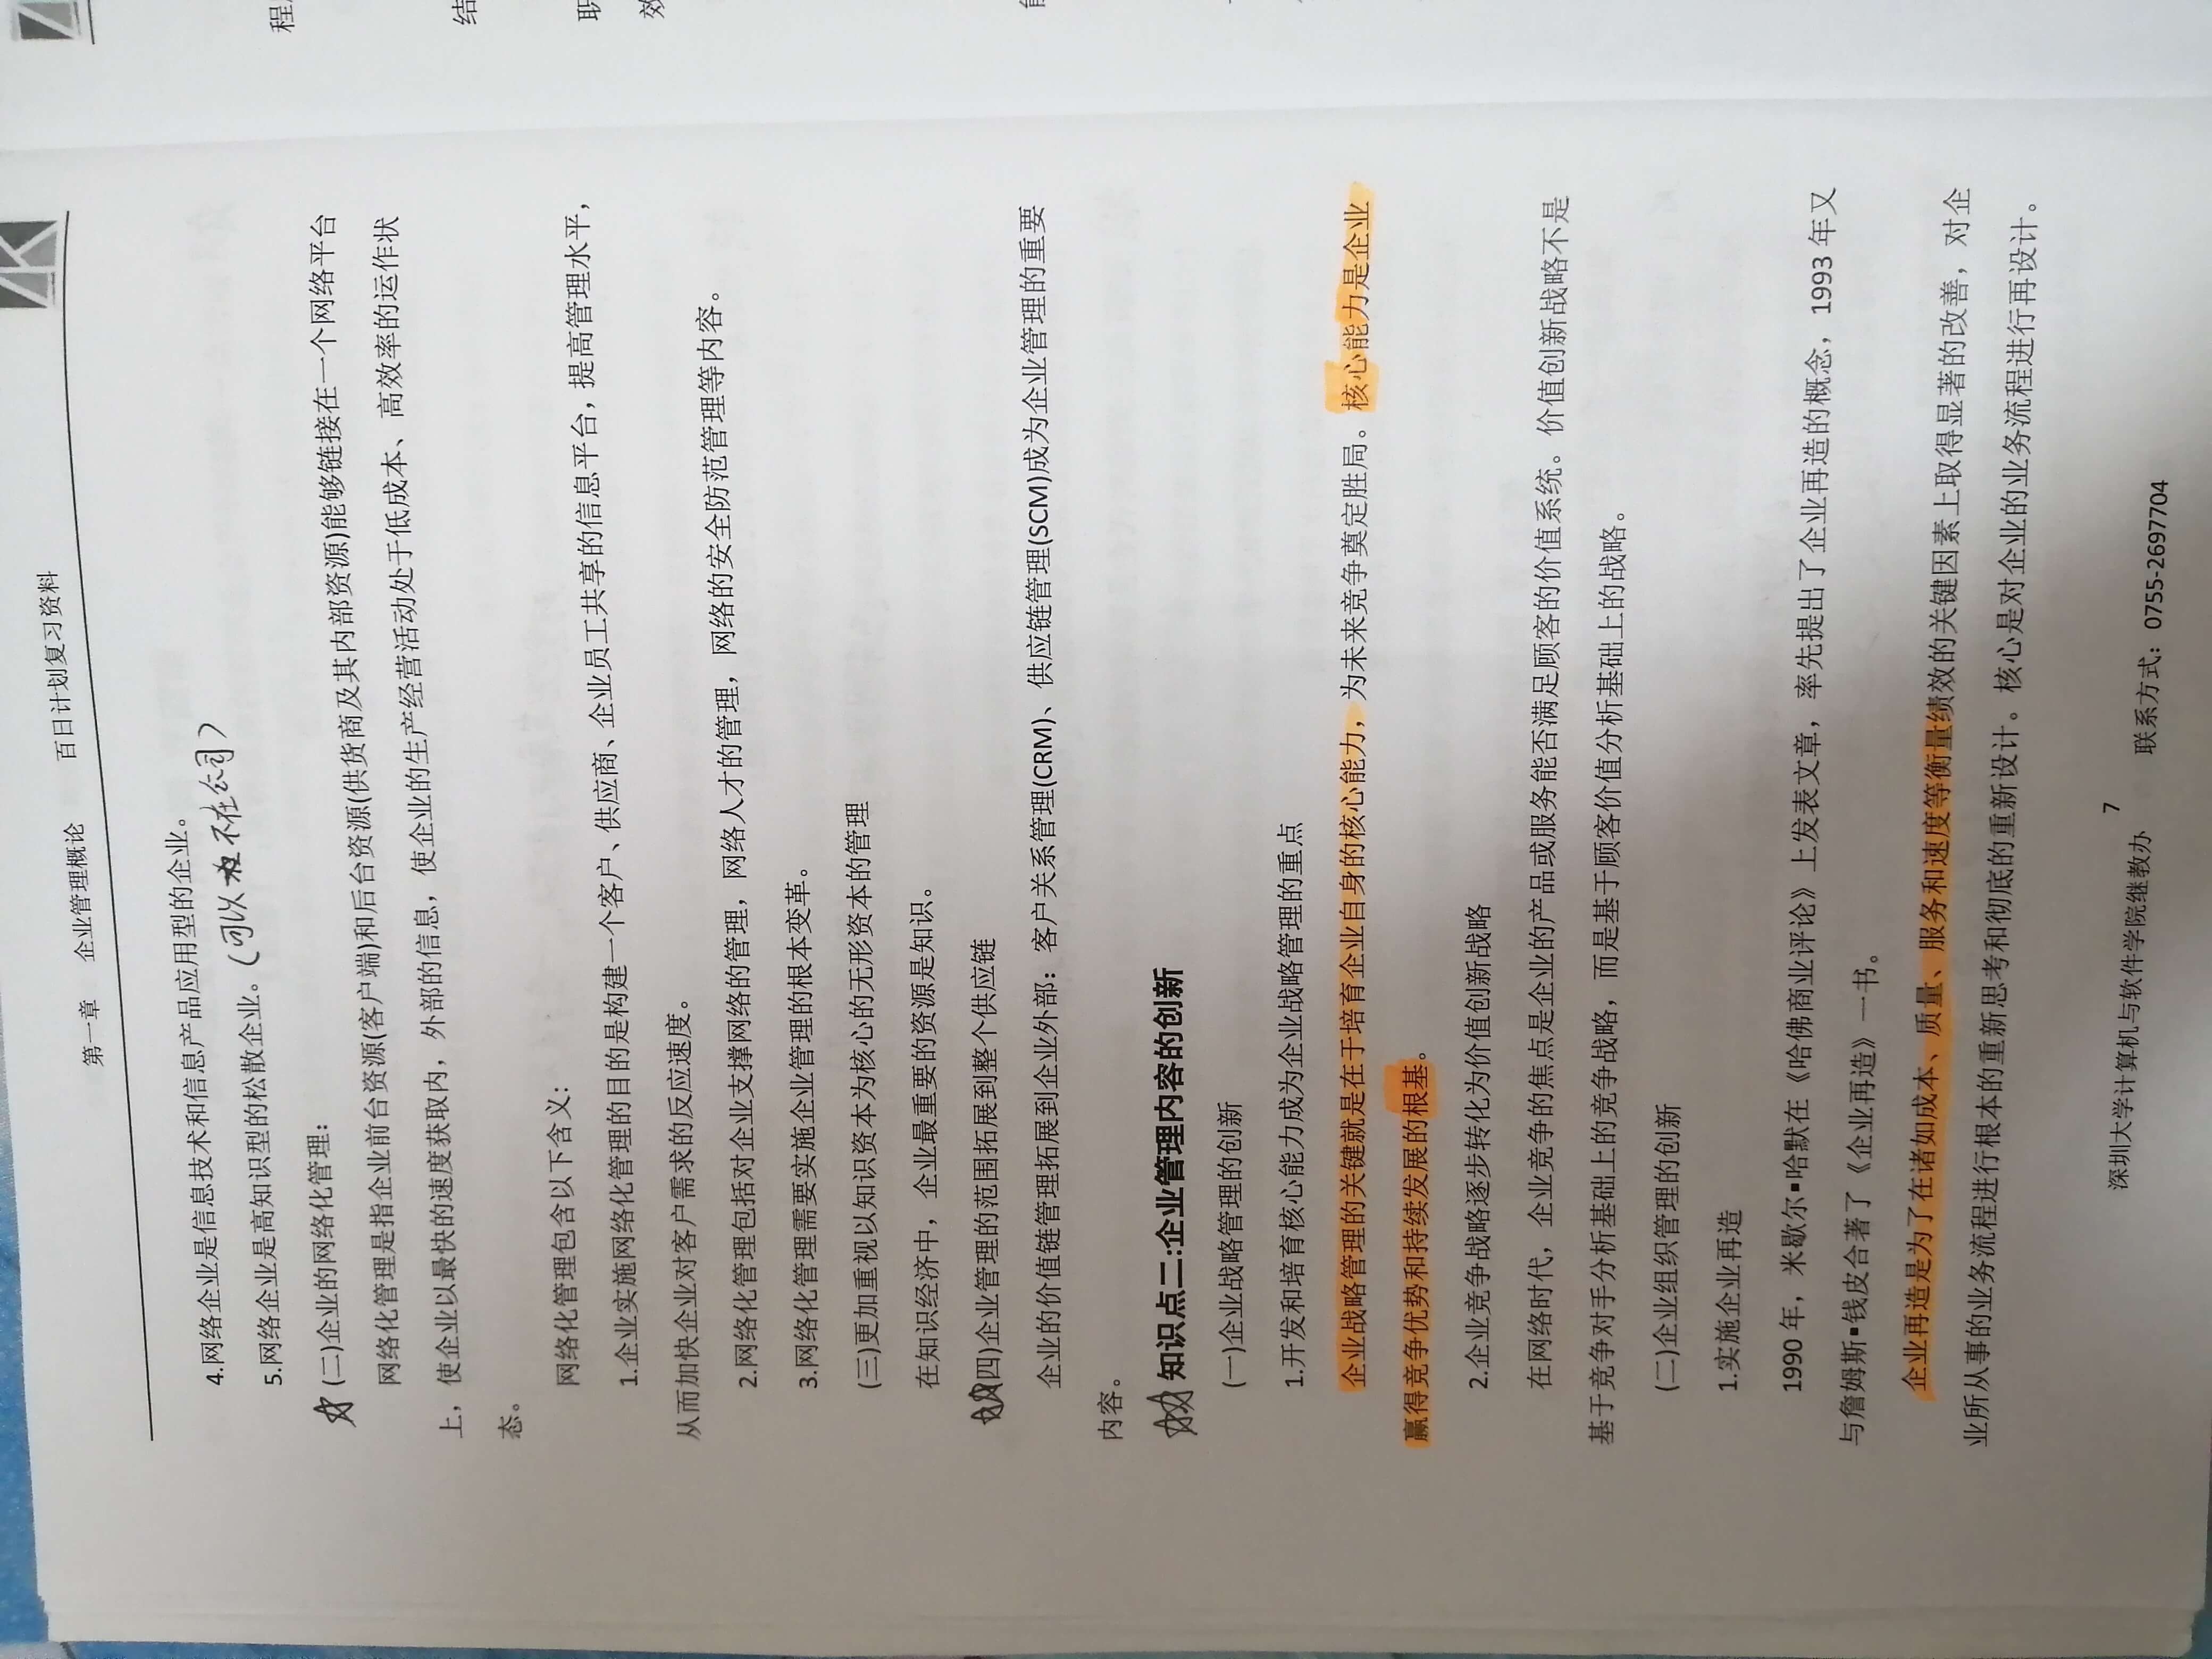 第一章 企业管理概论 百日计划复习资料
4.网络企业是信息技术和信息产品应用型的企业。
5.网络企业是高知识型的松散企业。(可以不在公司)
(二)企业的网络化管理:
网络化管理是指企业前台资源(客户端)和后台资源(供货商及其内部资源)能够链接在一个网络平台
上，使企业以最快的速度获取内，外部的信息，使企业的生产经营活动处于低成本、高效率的运作状
态。
网络化管理包含以下含义:
1.企业实施网络化管理的目的是构建一个客户、供应商、企业员工共享的信息平台，提高管理水平，
从而加快企业对客户需求的反应速度。
2.网络化管理包括对企业支撑网络的管理，网络人才的管理，网络的安全防范管理等内容。
3.网络化管理需要实施企业管理的根本变革。
(三)更加重视以知识资本为核心的无形资本的管理
在知识经济中，企业最重要的资源是知识。
四)企业管理的范围拓展到整个供应链
企业的价值链管理拓展到企业外部：客户关系管理(CRM)、供应链管理(SCM)成为企业管理的重要
内容。
知识点二:企业管理内容的创新
(一)企业战略管理的创新
1.开发和培育核心能力成为企业战略管理的重点
企业战略管理的关键就是在于培育企业自身的核心能力，为未来竞争奠定胜局。核心能力是企业
赢得竞争优势和持续发展的根基。
2.企业竞争战略逐步转化为价值创新战略
在网络时代，企业竞争的焦点是企业的产品或服务能否满足顾客的价值系统。价值创新战略不是
基于竞争对手分析基础上的竞争战略，而是基于顾客价值分析基础上的战略。
(二)企业组织管理的创新
1.实施企业再造
1990 年，米歇尔▪哈默在《哈佛商业评论》上发表文章，率先提出了企业再造的概念，1993 年又
与詹姆斯▪钱皮合著了《企业再造》一书。
企业再造是为了在诸如成本、质量、服务和速度等衡量绩效的关键因素上取得显著的改善，对企
业所从事的业务流程进行根本的重新思考和彻底的重新设计。核心是对企业的业务流程进行再设计。
7
深圳大学计算机与软件学院继教办 联系方式：0755-26977​04
程
结
职
效